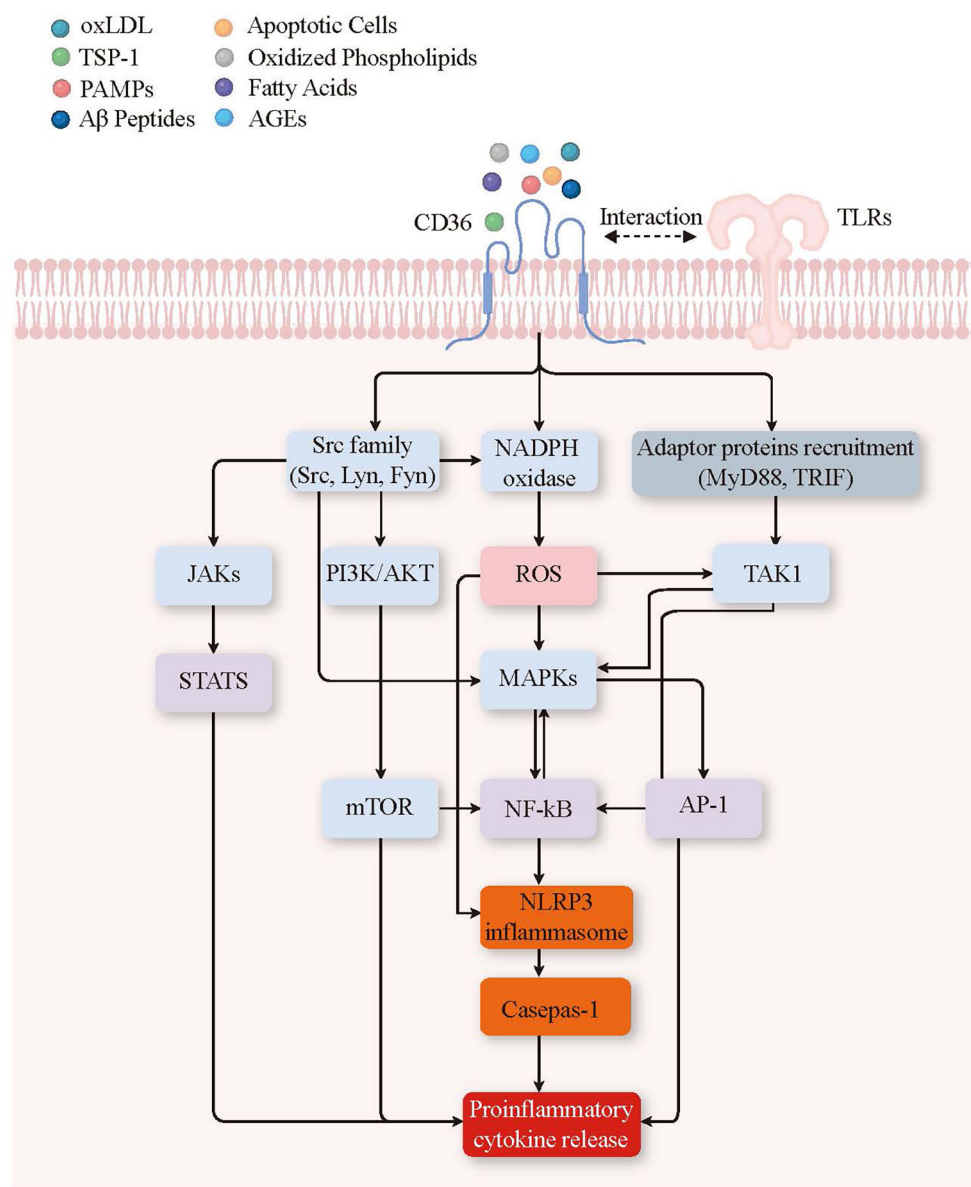 oxLDL
TSP-1
PAMPs
Aβ Peptides
Apoptotic Cells
Oxidized Phospholipids
Fatty Acids
AGEs
CD36
Interaction
TLRs
Src family
(Src, Lyn, Fyn)
NADPH
oxidase
Adaptor proteins recruitment
(MyD88, TRIF)
JAKs
PI3K/AKT
ROS
TAK1
STATS
MAPKs
mTOR
NF-kB
AP-1
NLRP3
inflammasome
Casepas-1
Proinflammatory
cytokine release